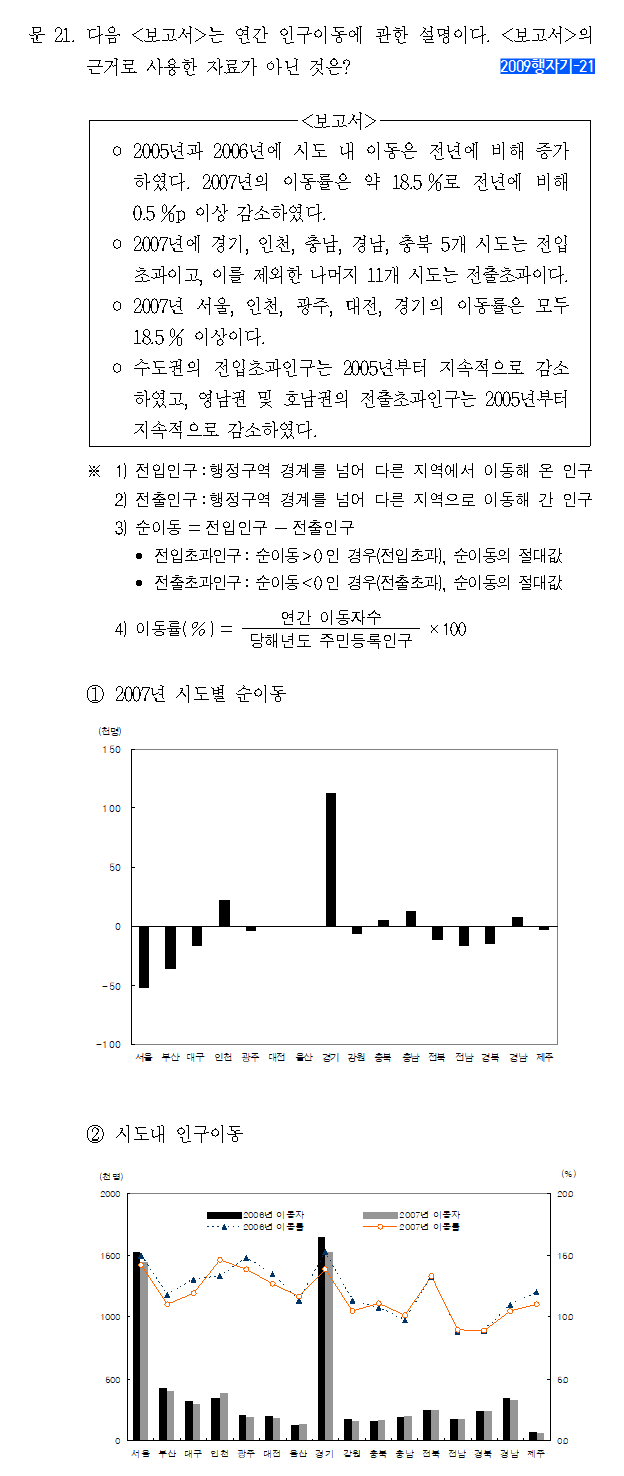 문 21. 다음 <보고서>는 연간 인구이동에 관한 설명이다. <보고서>의
근거로 사용한 자료가 아닌 것은?
2009행자기-21
<보고서>
○ 2005년과 2006년에 시도 내 이동은 전년에 비해 증가
하였다. 2007년의 이동률은 약 18.5%로 전년에 비해
0.5%p 이상 감소하였다.
○ 2007년에 경기, 인천, 충남, 경남, 충북 5개 시도는 전입
초과이고, 이를 제외한 나머지 11개 시도는 전출초과이다.
○ 2007년 서울, 인천, 광주, 대전, 경기의 이동률은 모두
18.5% 이상이다.
○ 수도권의 전입초과인구는 2005년부터 지속적으로 감소
하였고, 영남권 및 호남권의 전출초과인구는 2005년부터
지속적으로 감소하였다.
※ 1) 전입인구:행정구역 경계를 넘어 다른 지역에서 이동해 온 인구
2) 전출인구:행정구역 경계를 넘어 다른 지역으로 이동해 간 인구
3) 순이동 = 전입인구 - 전출인구
• 전입초과인구: 순이동>0인 경우(전입초과), 순이동의 절대값
• 전출초과인구: 순이동<0인 경우(전출초과), 순이동의 절대값
4) 이동률(%) = 연간 이동자수 / 당해년도 주민등록인구 ×100
① 2007년 시도별 순이동
(천명)
150
100
50
0
-50
-100
서울 부산 대구 인천 광주 대전 울산 경기 강원 충북 충남 전북 전남 경북 경남 제주
② 시도내 인구이동
(천명) (%)
2000 200
2006년 이동자 2007년 이동자
2006년 이동률 2007년 이동률
1500 150
1000 100
500 50
0 00
서울 부산 대구 인천 광주 대전 울산 경기 강원 충북 충남 전북 전남 경북 경남 제주